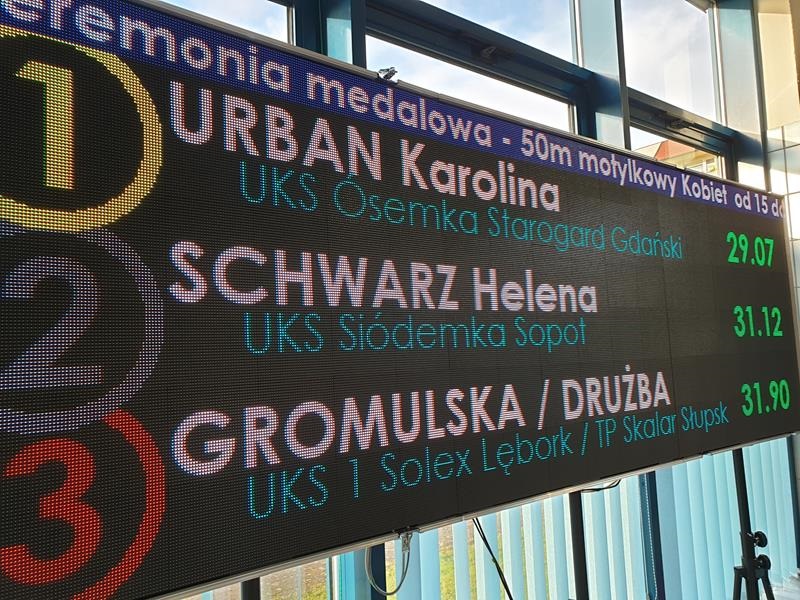 eremonia medalowa - 50m motylkowy Kobiet od 15 do
1 URBAN Karolina
UKS Ósemka Starogard Gdański 29.07
2 SCHWARZ Helena
UKS Siódemka Sopot 31.12
3 GROMULSKA / DRUŻBA
UKS 1 Solex Lębork / TP Skalar Słupsk 31.90